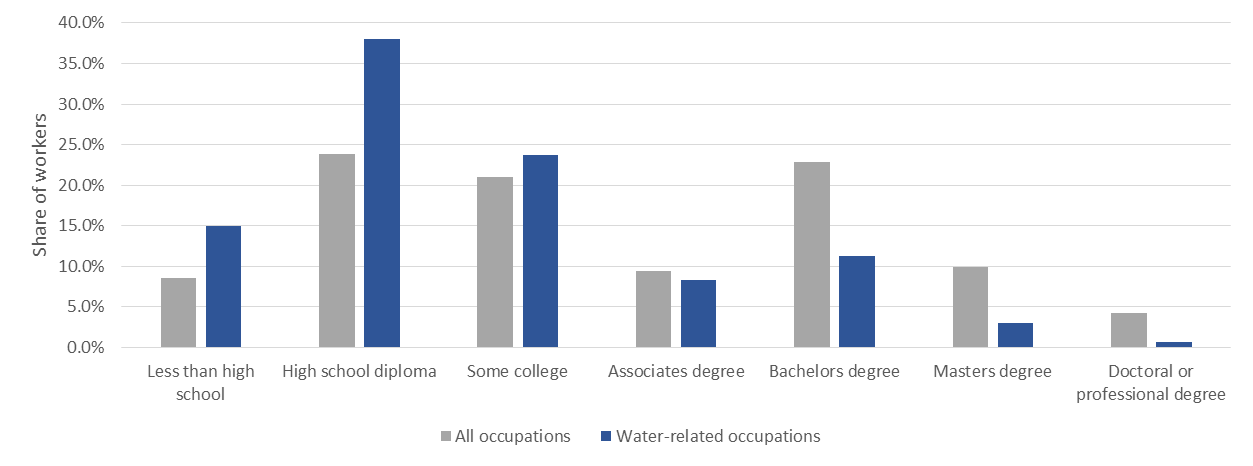 40.0%
35.0%
30.0%
25.0%
20.0%
15.0%
10.0%
5.0%
0.0%
Share of workers
Less than high
school
High school diploma
Some college
Associates degree
Bachelors degree
Masters degree
Doctoral or
professional degree
All occupations
Water-related occupations